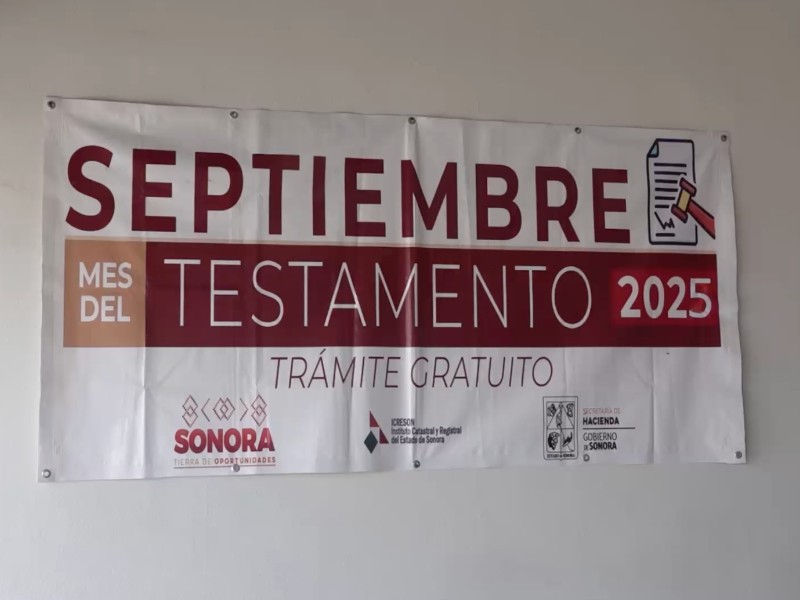 SEPTIEMBRE
MES
DEL
TESTAMENTO
2025
TRÁMITE GRATUITO
SONORA
TIERRA DE OPORTUNIDADES
ICRESON
Instituto Catastral y Registral
del Estado de Sonora
SECRETARÍA DE
HACIENDA
GOBIERNO
DE SONORA